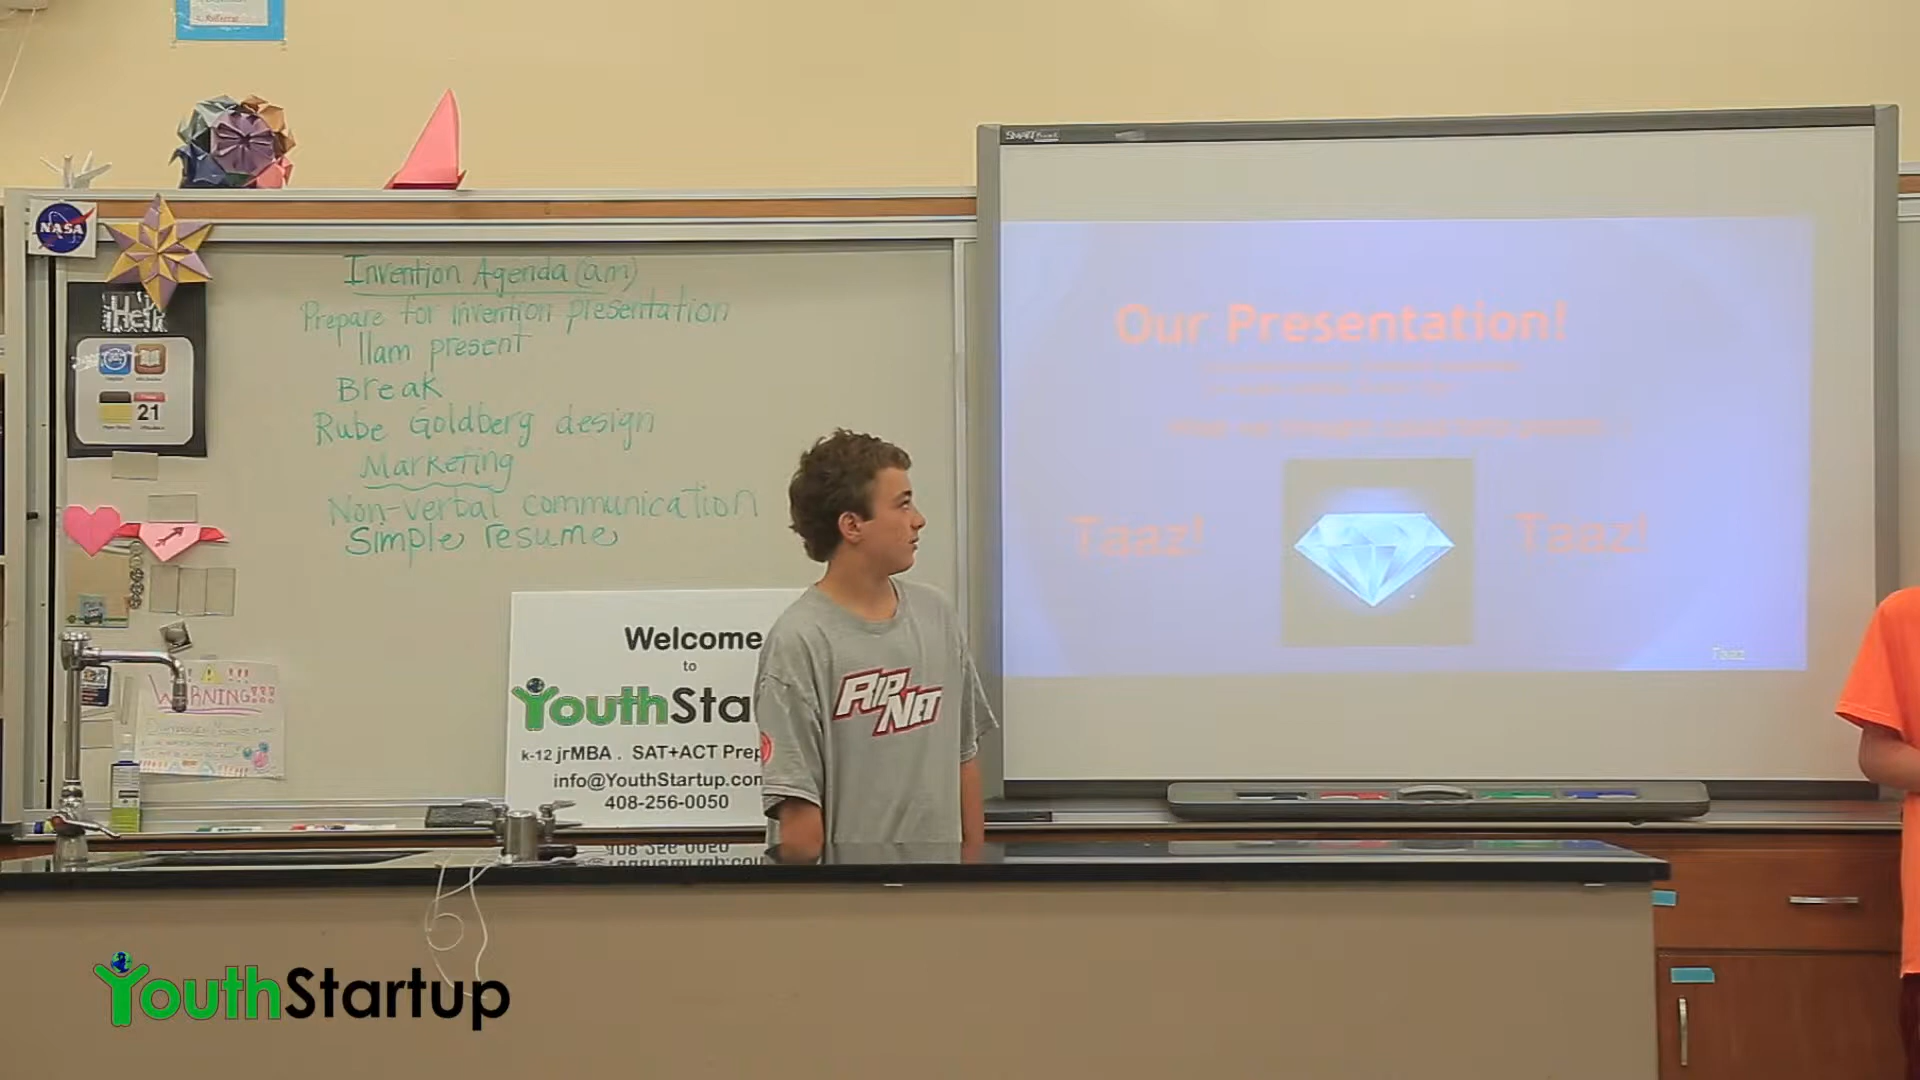 NASA
Invention Agenda (am)
Prepare for invention presentation
11am present
Break
Rube Goldberg design
Marketing
Non-verbal communication
Simple resume
21
WARNING!!!
Welcome
to
YouthSta
k-12 jrMBA . SAT+ACT Prep
info@YouthStartup.com
408-256-0050
RIP
NET
SMART
Our Presentation!
Taaz!
Taaz!
Taaz
YouthStartup